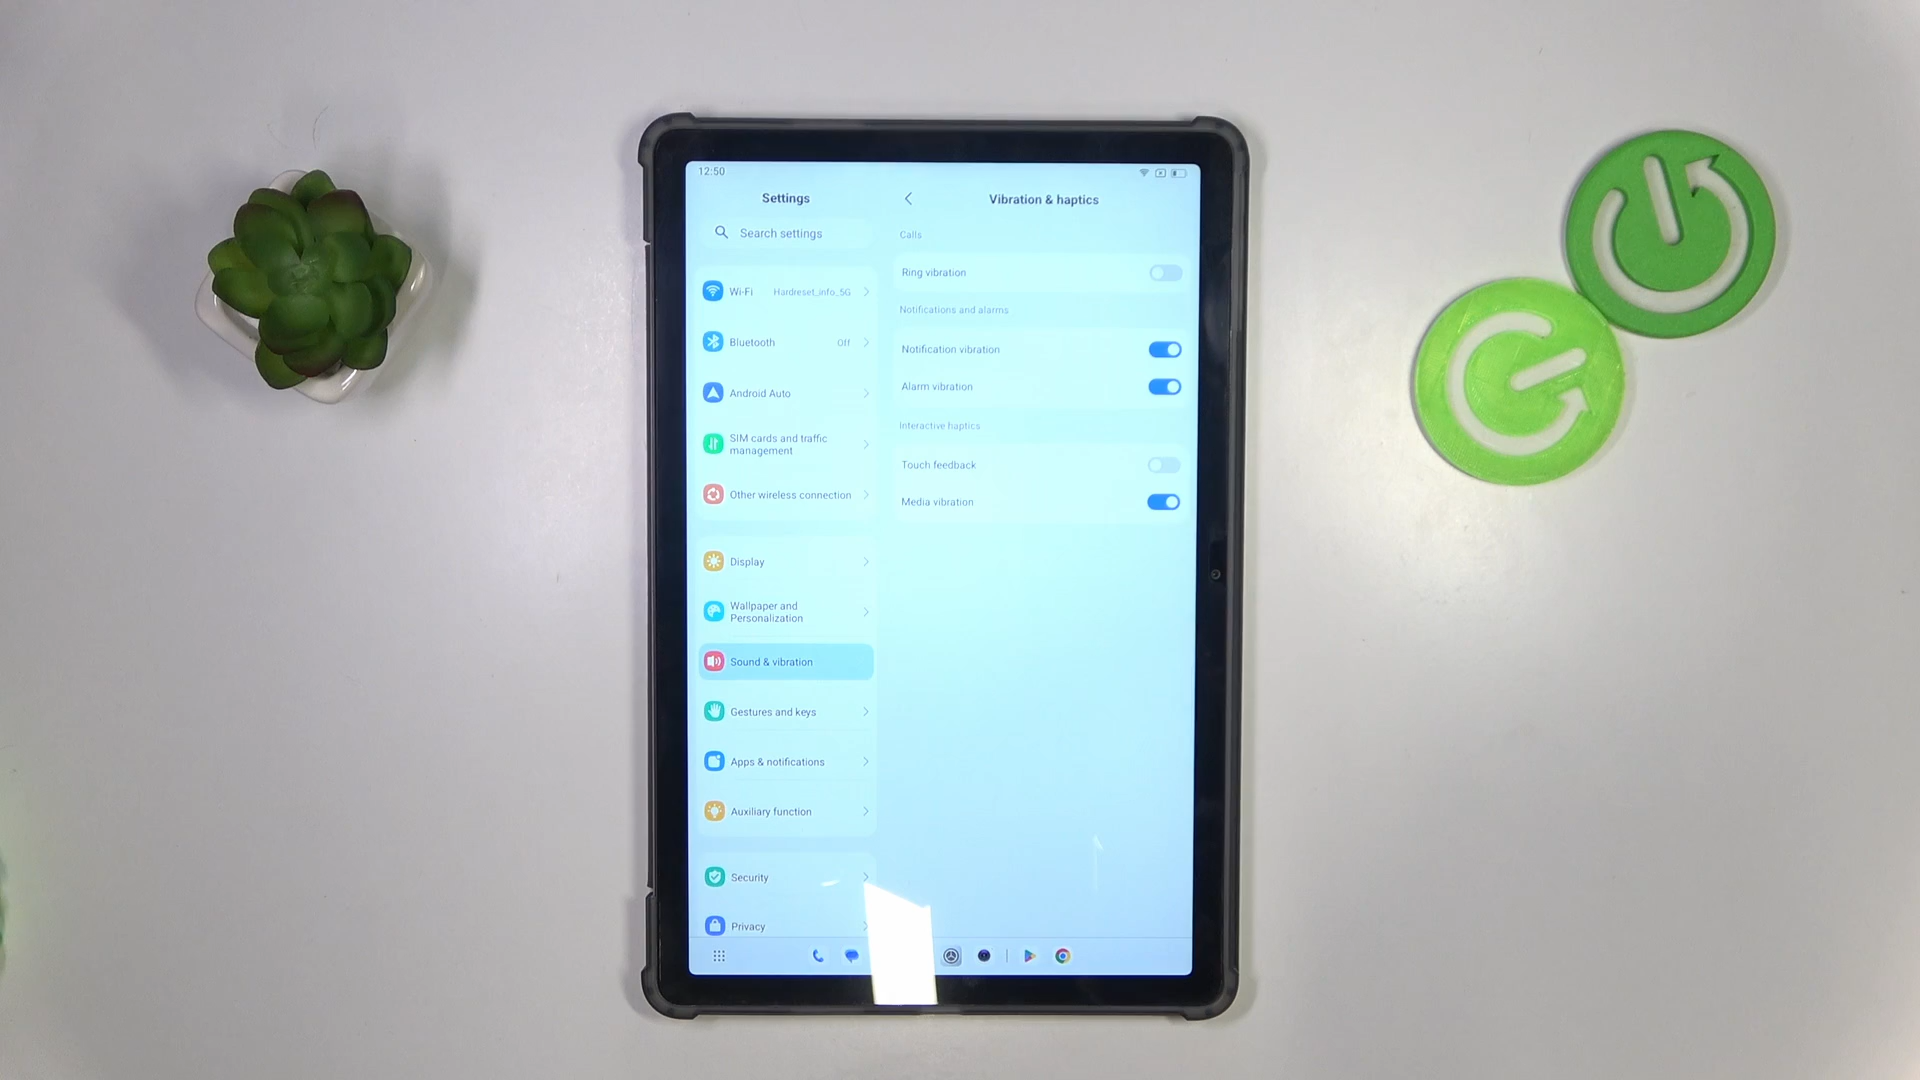 12:50
Settings
Search settings
Wi-Fi Hardreset_info_5G
Bluetooth Off
Android Auto
SIM cards and traffic
management
Other wireless connection
Display
Wallpaper and
Personalization
Sound & vibration
Gestures and keys
Apps & notifications
Auxiliary function
Security
Privacy
Vibration & haptics
Calls
Ring vibration
Notifications and alarms
Notification vibration
Alarm vibration
Interactive haptics
Touch feedback
Media vibration